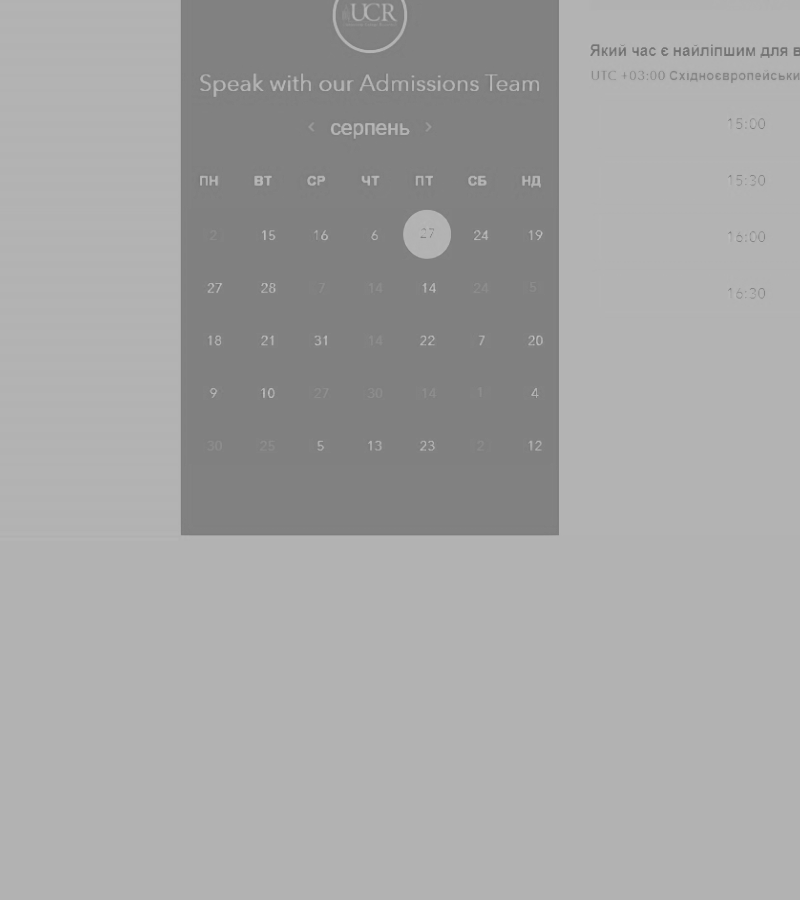 UCR
Speak with our Admissions Team
‹ серпень ›
ПН ВТ СР ЧТ ПТ СБ НД
15 16 6 27 24 19
27 28 7 14 14 24 5
18 21 31 14 22 7 20
9 10 27 30 14 1 4
30 25 5 13 23 2 12
Який час є найліпшим для в
UTC +03:00 Східноєвропейськи
15:00
15:30
16:00
16:30